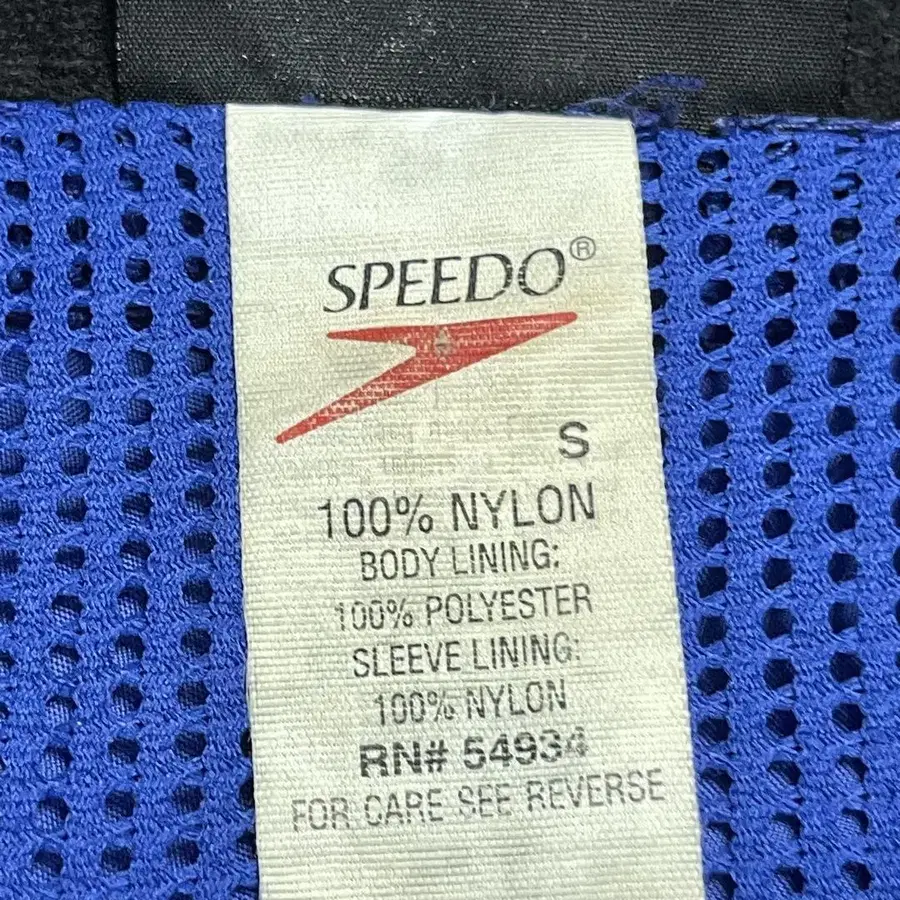 SPEEDO®
S
100% NYLON
BODY LINING:
100% POLYESTER
SLEEVE LINING:
100% NYLON
RN# 54934
FOR CARE SEE REVERSE